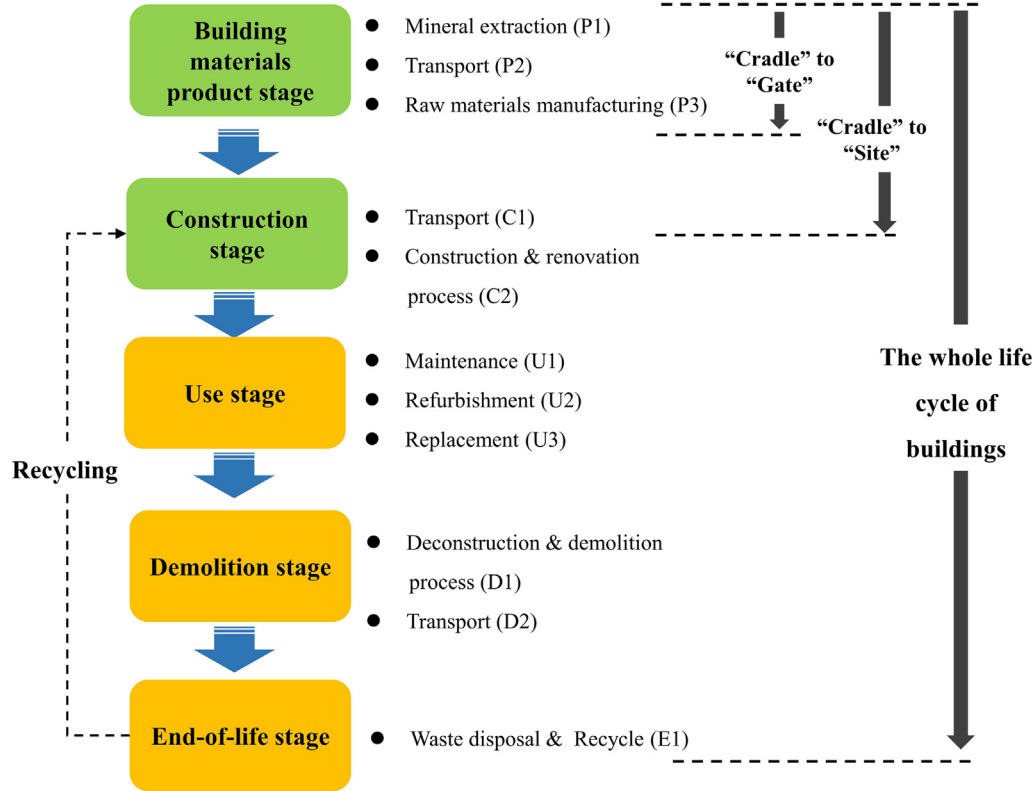 Building
materials
product stage
Mineral extraction (P1)
Transport (P2)
Raw materials manufacturing (P3)
“Cradle” to
“Gate”
“Cradle” to
“Site”
Construction
stage
Transport (C1)
Construction & renovation
process (C2)
Use stage
Maintenance (U1)
Refurbishment (U2)
Replacement (U3)
The whole life
cycle of
buildings
Recycling
Demolition stage
Deconstruction & demolition
process (D1)
Transport (D2)
End-of-life stage
Waste disposal & Recycle (E1)